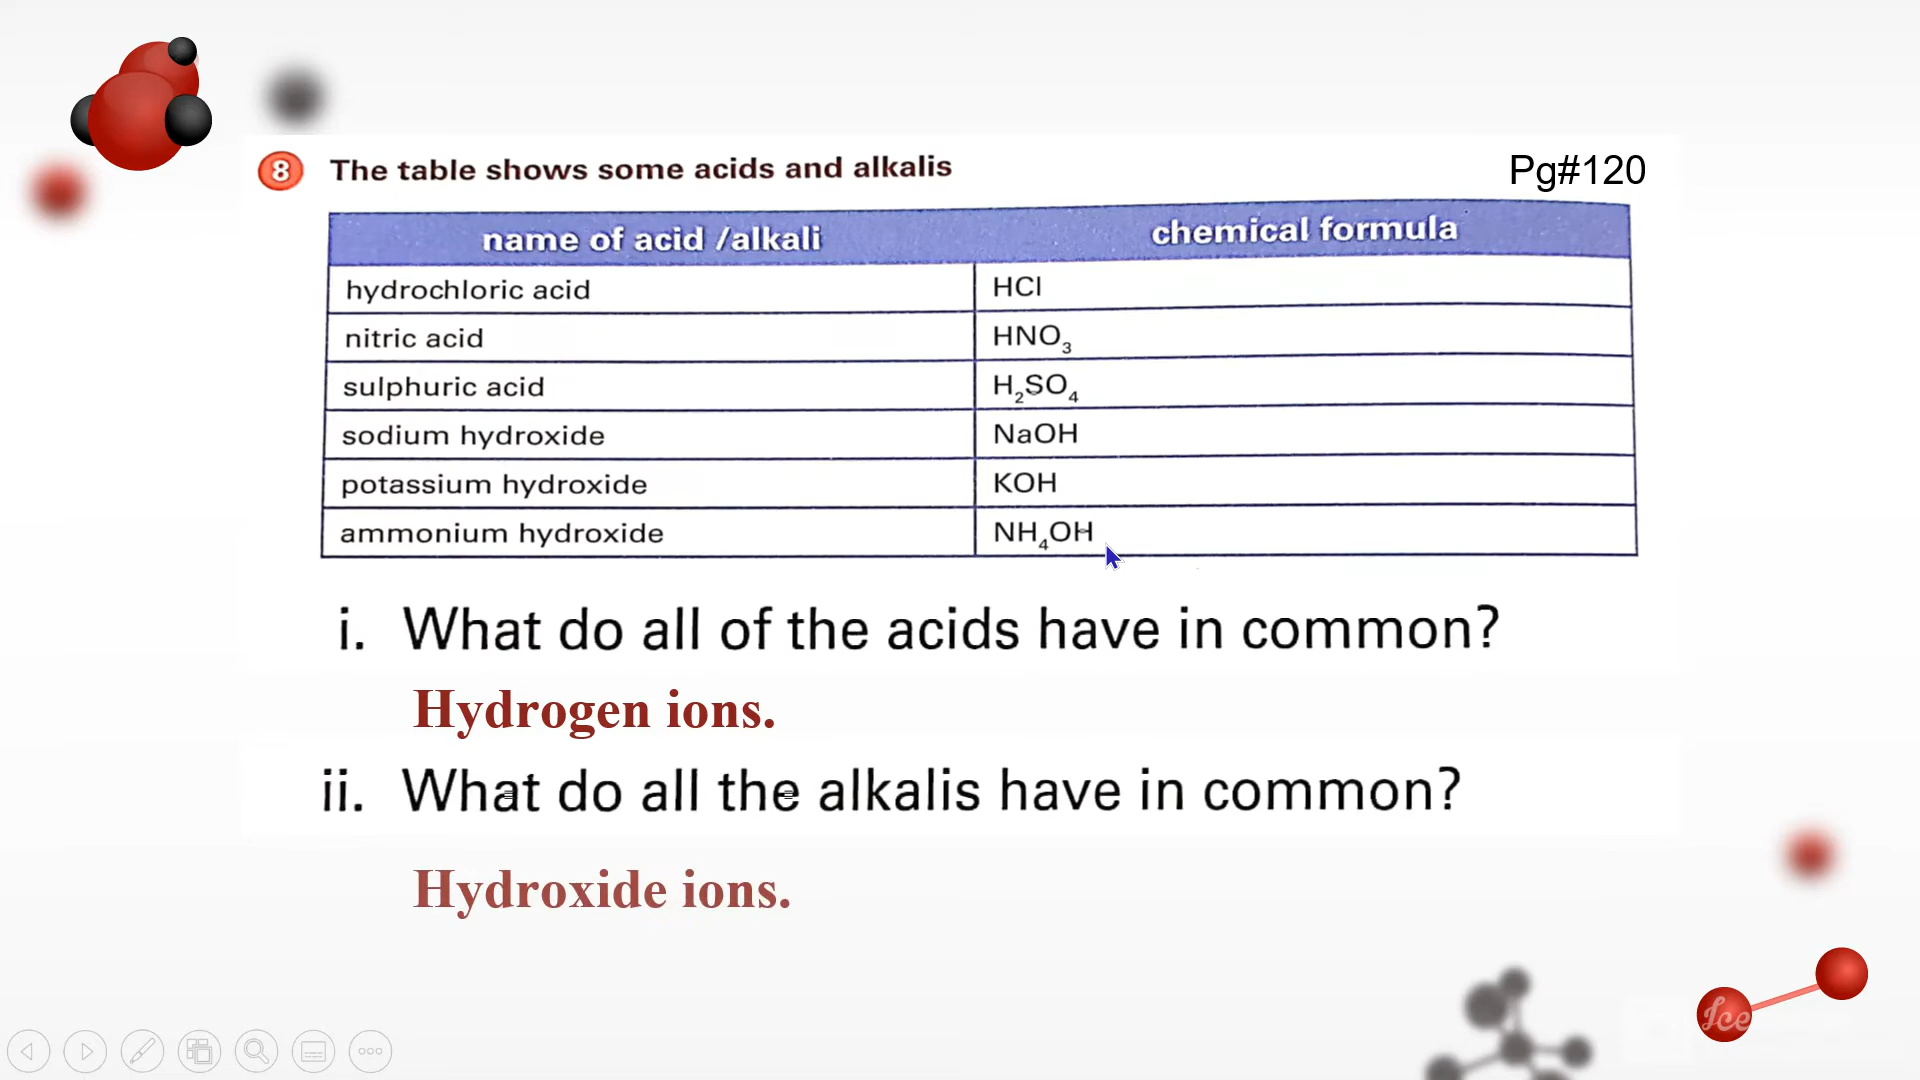 8 The table shows some acids and alkalis
Pg#120
name of acid /alkali chemical formula
hydrochloric acid HCl
nitric acid HNO₃
sulphuric acid H₂SO₄
sodium hydroxide NaOH
potassium hydroxide KOH
ammonium hydroxide NH₄OH
i. What do all of the acids have in common?
Hydrogen ions.
ii. What do all the alkalis have in common?
Hydroxide ions.
Ice